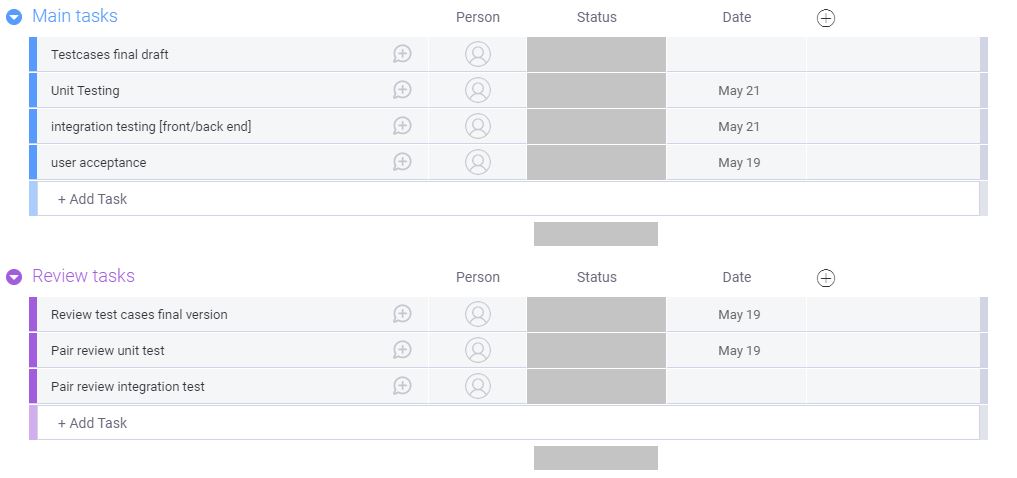 Main tasks Person Status Date
Testcases final draft
Unit Testing May 21
integration testing [front/back end] May 21
user acceptance May 19
+ Add Task
Review tasks Person Status Date
Review test cases final version May 19
Pair review unit test May 19
Pair review integration test
+ Add Task